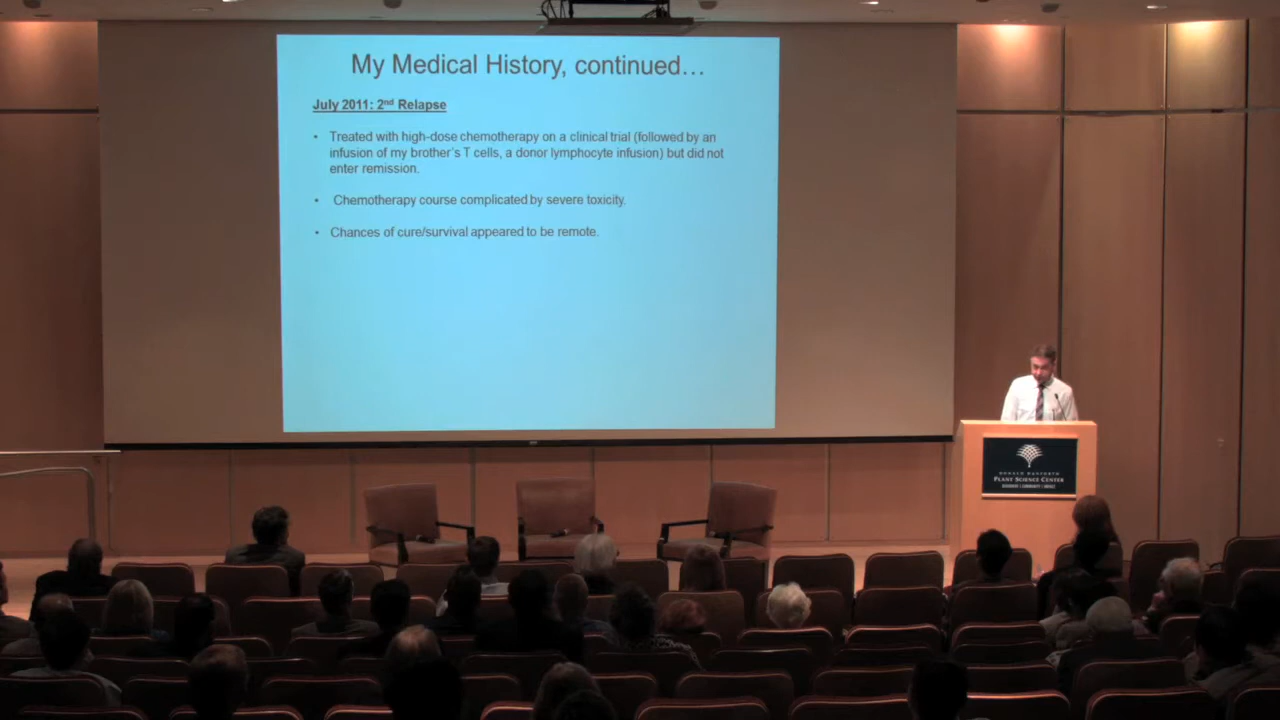 My Medical History, continued…
July 2011: 2nd Relapse
• Treated with high-dose chemotherapy on a clinical trial (followed by an
infusion of my brother's T cells, a donor lymphocyte infusion) but did not
enter remission.
• Chemotherapy course complicated by severe toxicity.
• Chances of cure/survival appeared to be remote.
DONALD DANFORTH
PLANT SCIENCE CENTER